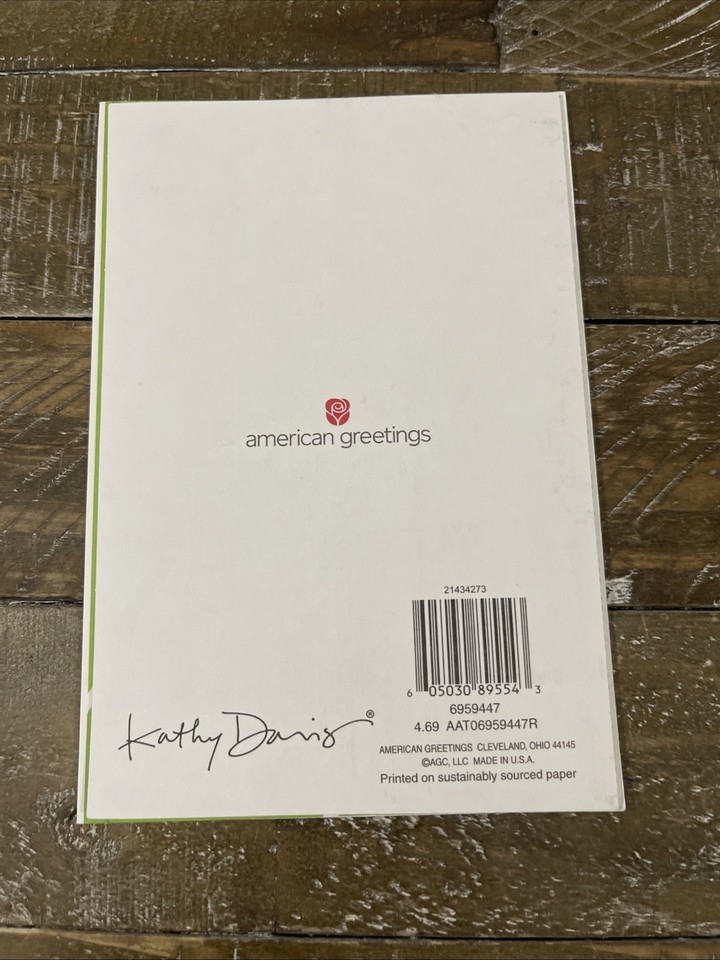 american greetings
21434273
6 05030 89554 3
6959447
4.69 AAT06959447R
Kathy Davis®
AMERICAN GREETINGS CLEVELAND, OHIO 44145
©AGC, LLC MADE IN U.S.A.
Printed on sustainably sourced paper